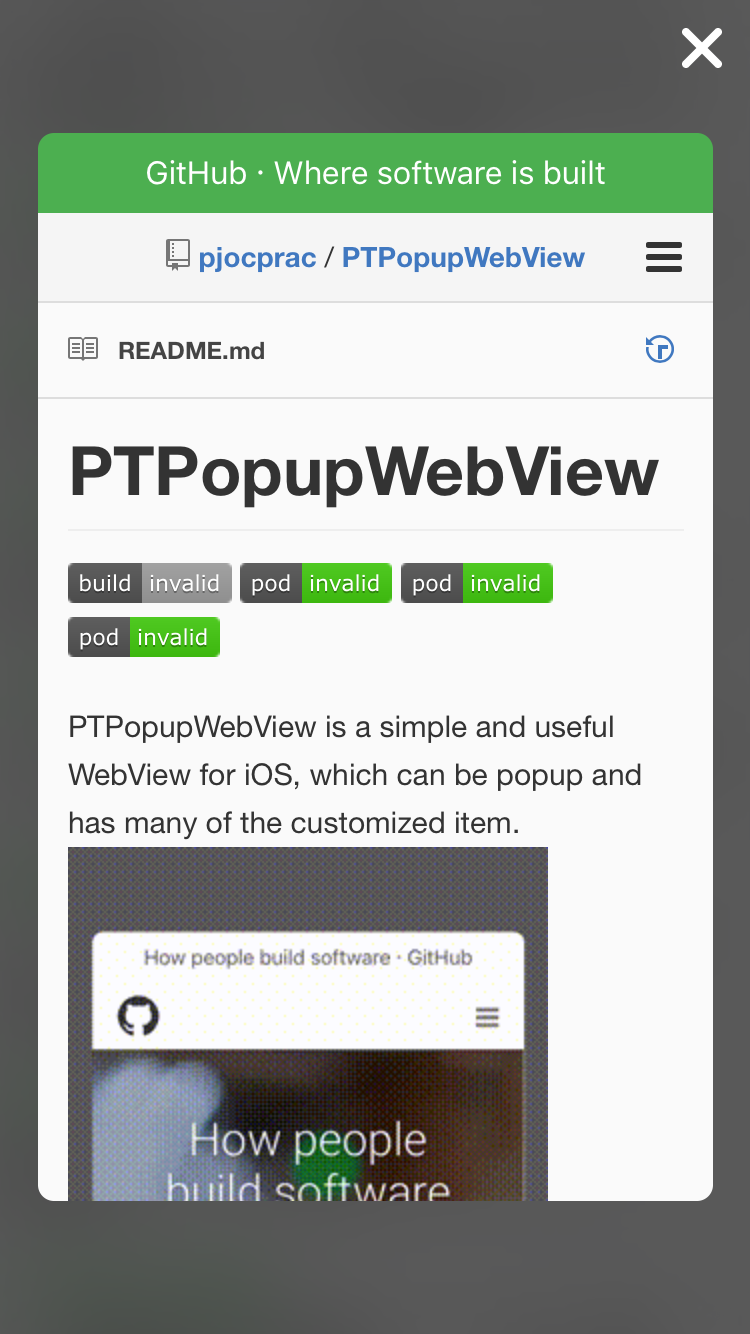 GitHub · Where software is built
pjocprac / PTPopupWebView
README.md
PTPopupWebView
build invalid pod invalid pod invalid
pod invalid
PTPopupWebView is a simple and useful
WebView for iOS, which can be popup and
has many of the customized item.
How people build software · GitHub
How people
build software